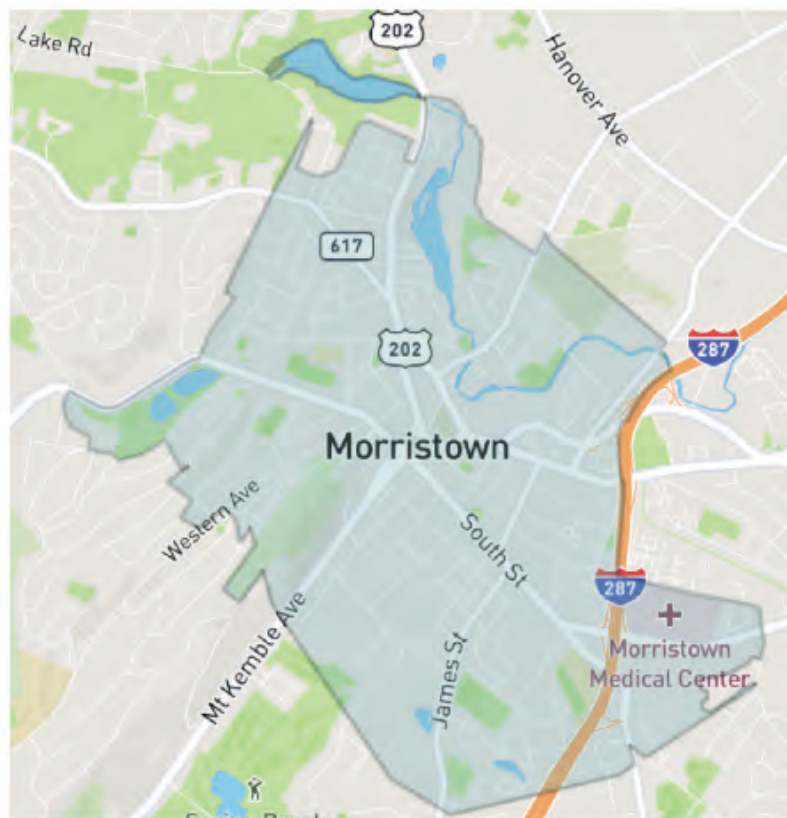 202
Lake Rd
Hanover Ave
617
202
287
Morristown
Western Ave
South St
287
Mt Kemble Ave
James St
Morristown
Medical Center